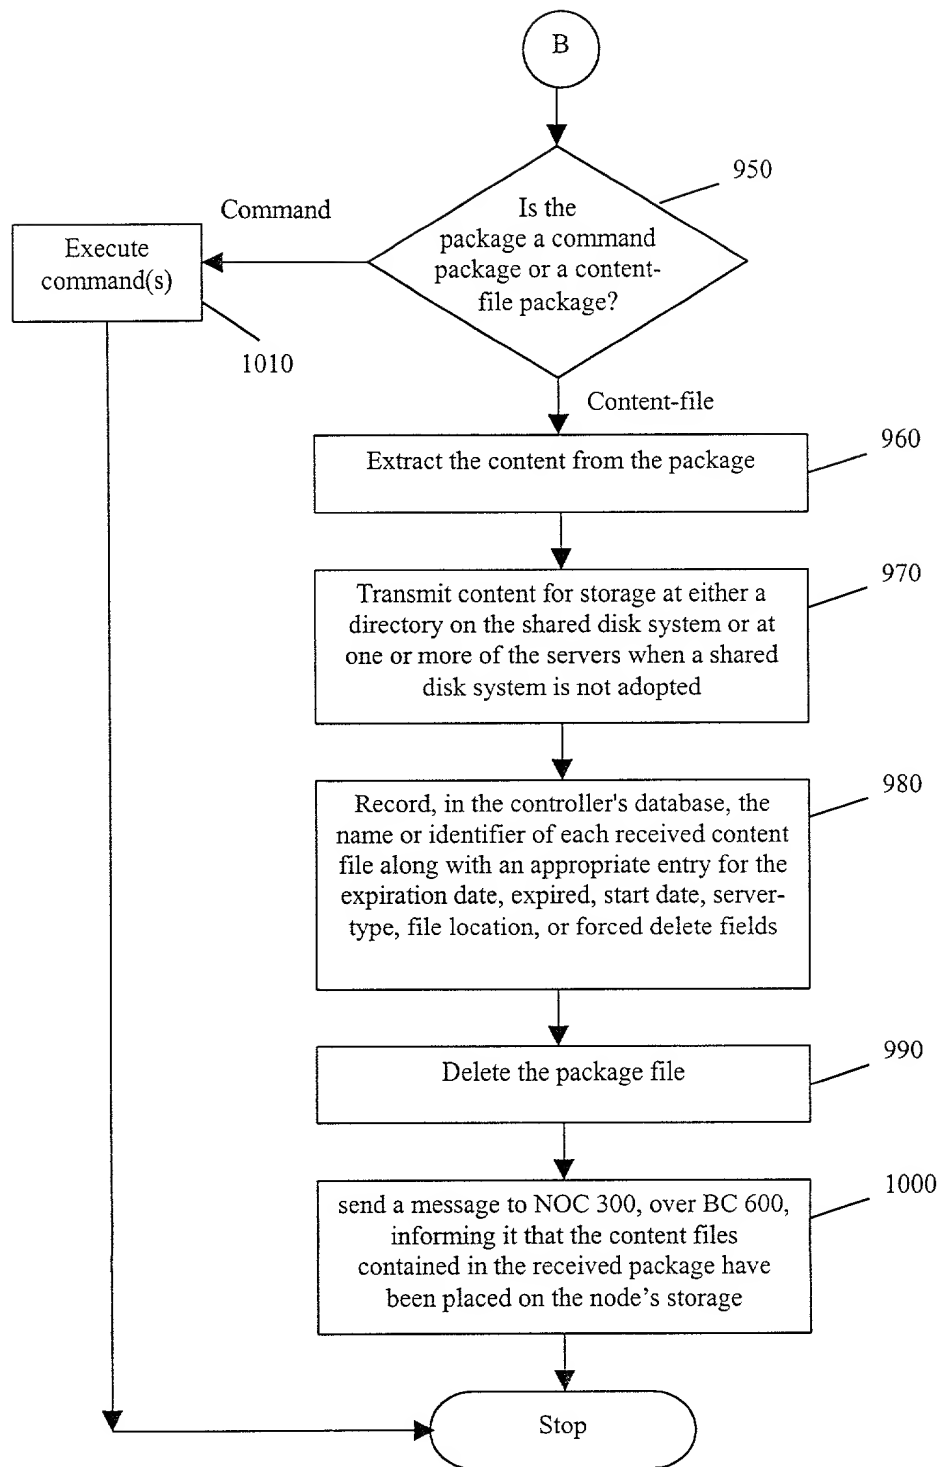 B
950
Is the
package a command
package or a content-
file package?
Command
Execute
command(s)
1010
Content-file
960
Extract the content from the package
970
Transmit content for storage at either a
directory on the shared disk system or at
one or more of the servers when a shared
disk system is not adopted
980
Record, in the controller's database, the
name or identifier of each received content
file along with an appropriate entry for the
expiration date, expired, start date, server-
type, file location, or forced delete fields
990
Delete the package file
1000
send a message to NOC 300, over BC 600,
informing it that the content files
contained in the received package have
been placed on the node's storage
Stop